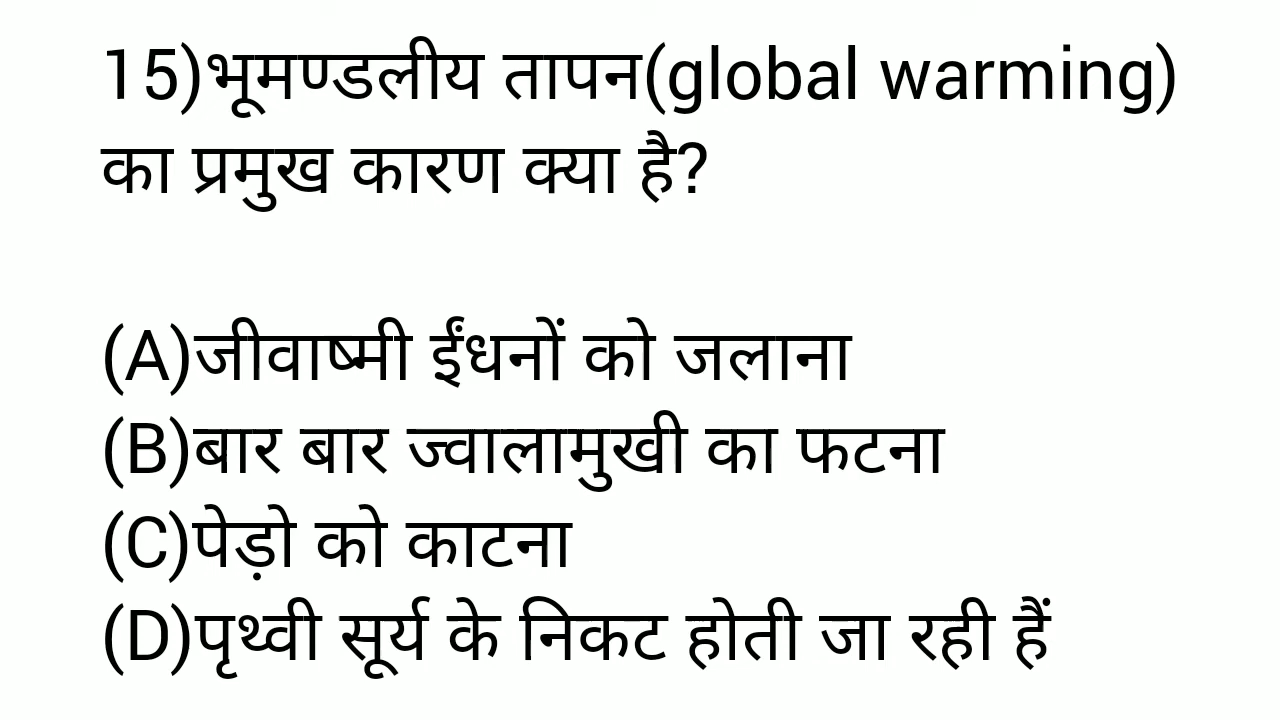 15)भूमण्डलीय तापन(global warming)
का प्रमुख कारण क्या है?
(A)जीवाष्मी ईंधनों को जलाना
(B)बार बार ज्वालामुखी का फटना
(C)पेड़ो को काटना
(D)पृथ्वी सूर्य के निकट होती जा रही हैं